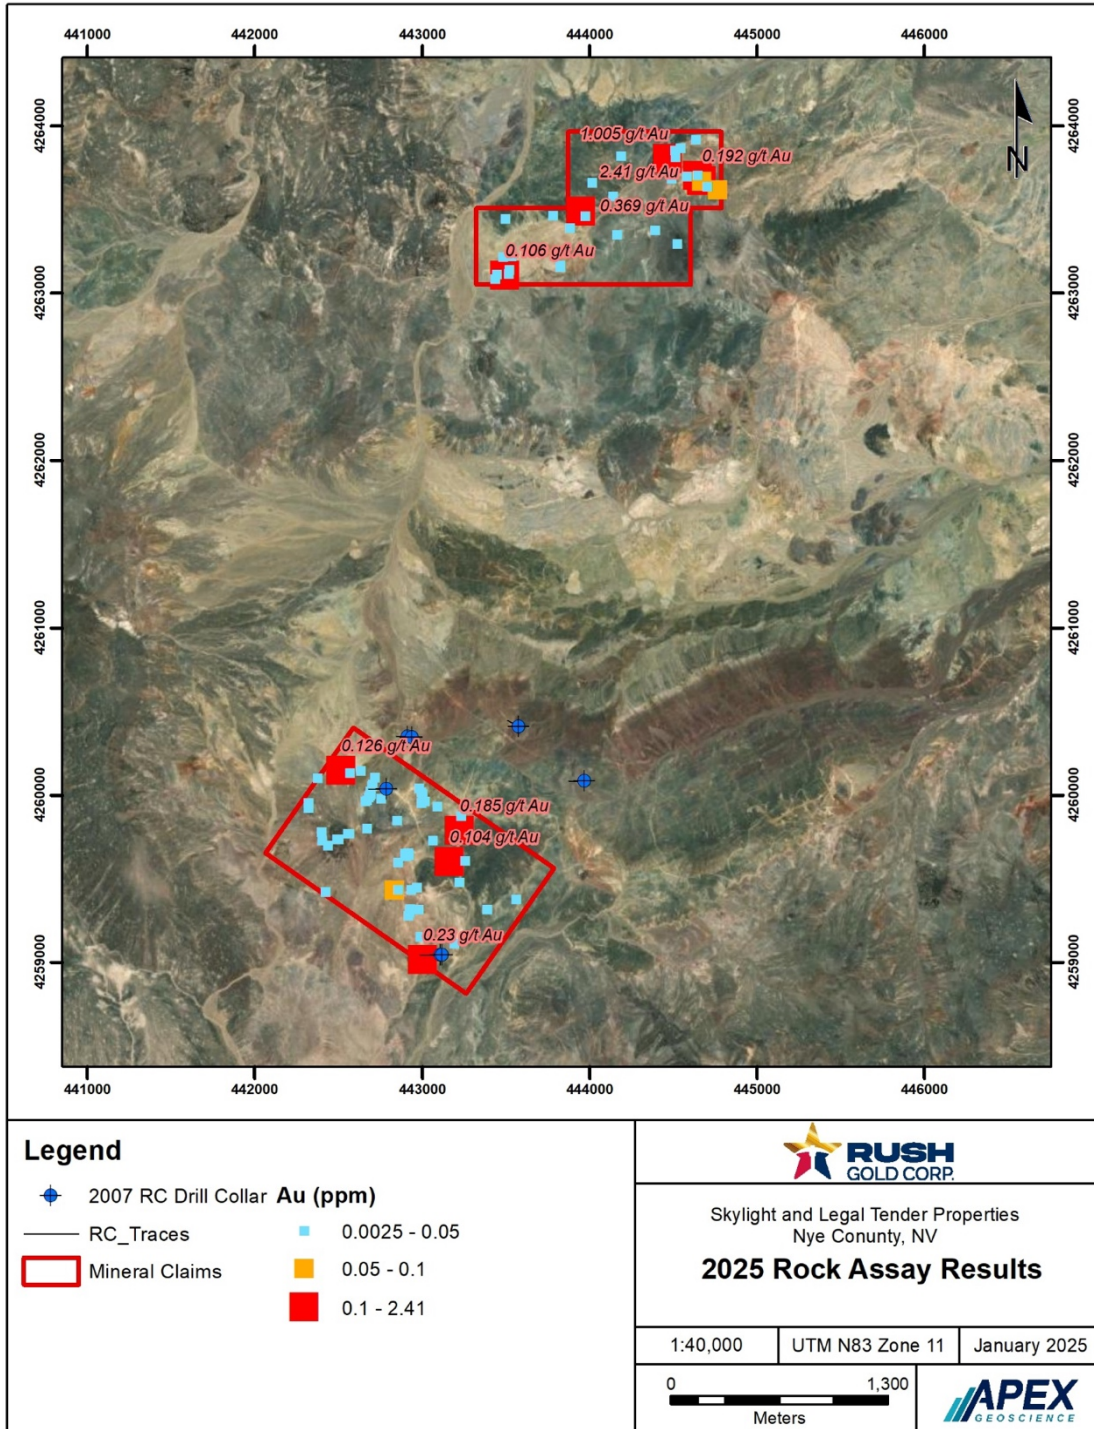 441000 442000 443000 444000 445000 446000
4264000 4264000
1.005 g/t Au
0.192 g/t Au
2.41 g/t Au
N
0.369 g/t Au
0.106 g/t Au
4263000 4263000
4262000 4262000
4261000 4261000
0.126 g/t Au
4260000 4260000
0.185 g/t Au
0.104 g/t Au
0.23 g/t Au
4259000 4259000
441000 442000 443000 444000 445000 446000
Legend
2007 RC Drill Collar
RC_Traces
Mineral Claims
Au (ppm)
0.0025 - 0.05
0.05 - 0.1
0.1 - 2.41
RUSH
GOLD CORP.
Skylight and Legal Tender Properties
Nye Conunty, NV
2025 Rock Assay Results
1:40,000 UTM N83 Zone 11 January 2025
0 1,300
Meters
APEX
GEOSCIENCE